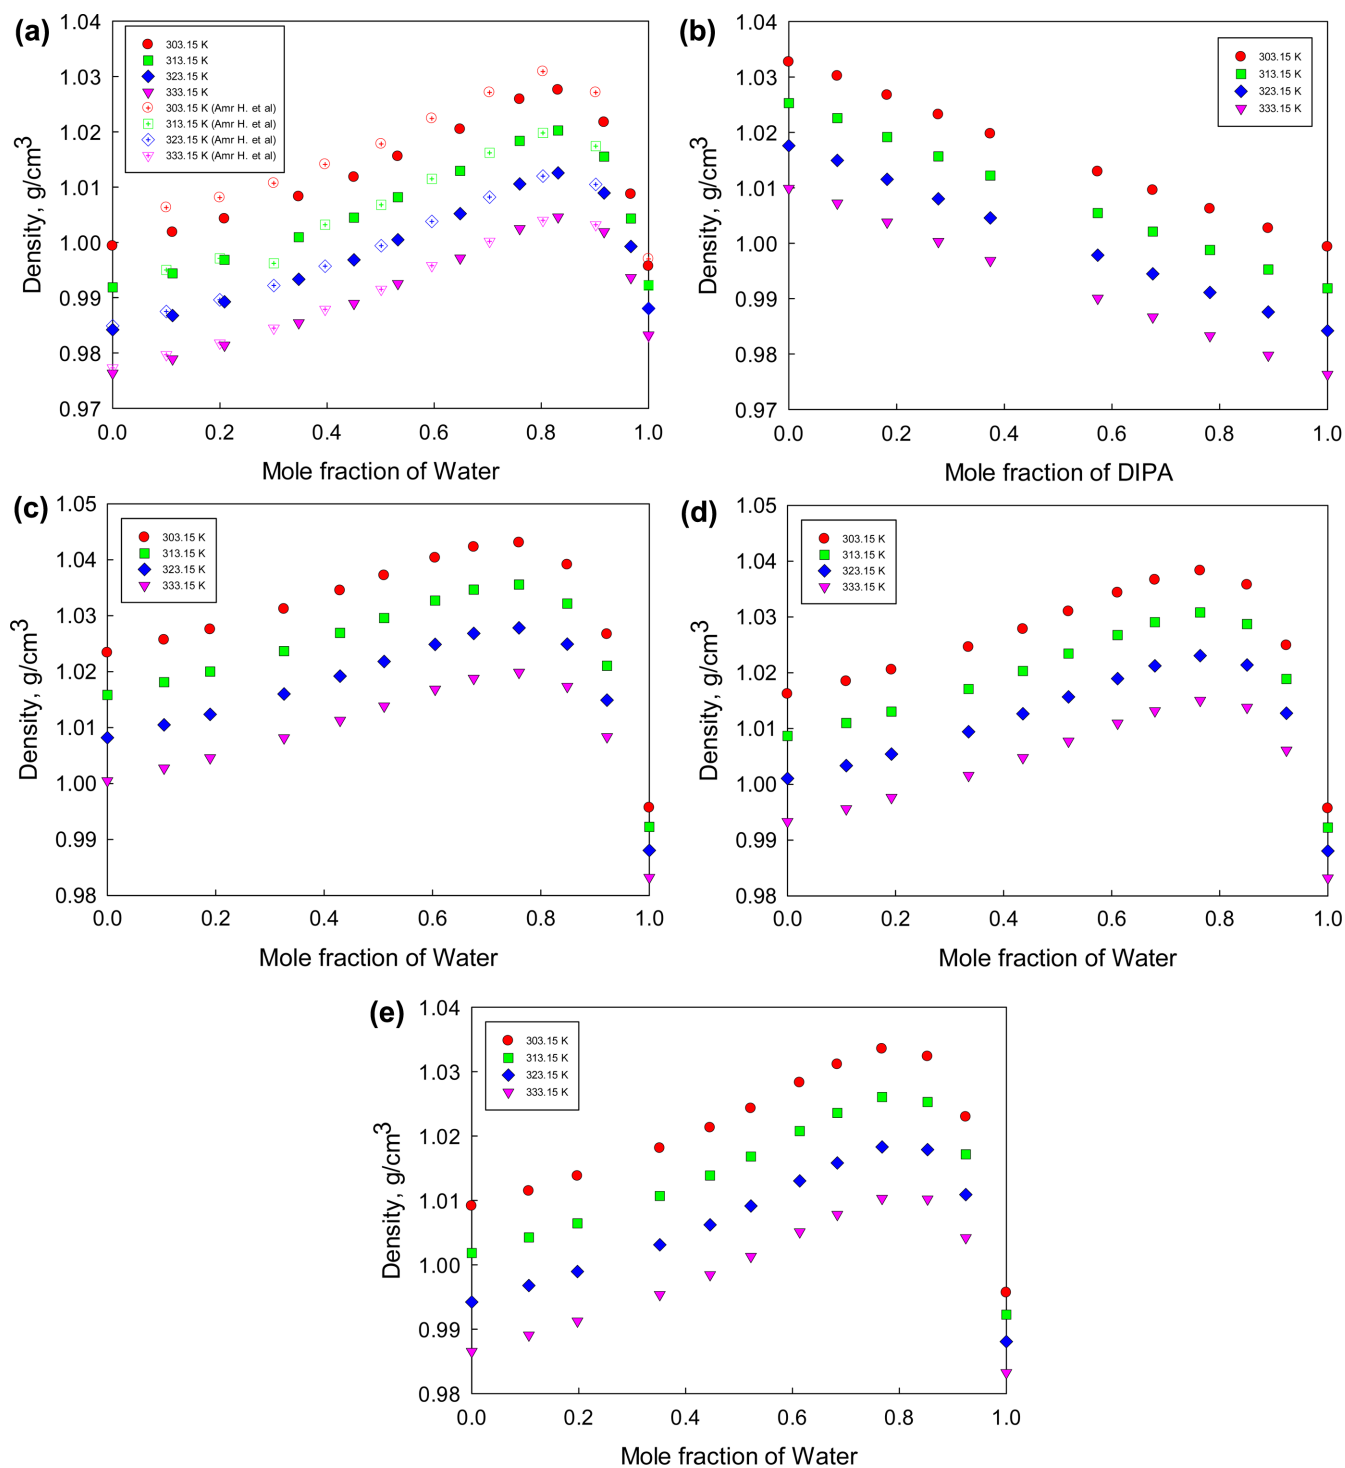 (a)
1.04
1.03
1.02
1.01
1.00
0.99
0.98
0.97
Density, g/cm3
303.15 K
313.15 K
323.15 K
333.15 K
303.15 K (Amr H. et al)
313.15 K (Amr H. et al)
323.15 K (Amr H. et al)
333.15 K (Amr H. et al)
0.0 0.2 0.4 0.6 0.8 1.0
Mole fraction of Water
(b)
1.04
1.03
1.02
1.01
1.00
0.99
0.98
0.97
Density, g/cm3
303.15 K
313.15 K
323.15 K
333.15 K
0.0 0.2 0.4 0.6 0.8 1.0
Mole fraction of DIPA
(c)
1.05
1.04
1.03
1.02
1.01
1.00
0.99
0.98
Density, g/cm3
303.15 K
313.15 K
323.15 K
333.15 K
0.0 0.2 0.4 0.6 0.8 1.0
Mole fraction of Water
(d)
1.05
1.04
1.03
1.02
1.01
1.00
0.99
0.98
Density, g/cm3
303.15 K
313.15 K
323.15 K
333.15 K
0.0 0.2 0.4 0.6 0.8 1.0
Mole fraction of Water
(e)
1.04
1.03
1.02
1.01
1.00
0.99
0.98
Density, g/cm3
303.15 K
313.15 K
323.15 K
333.15 K
0.0 0.2 0.4 0.6 0.8 1.0
Mole fraction of Water